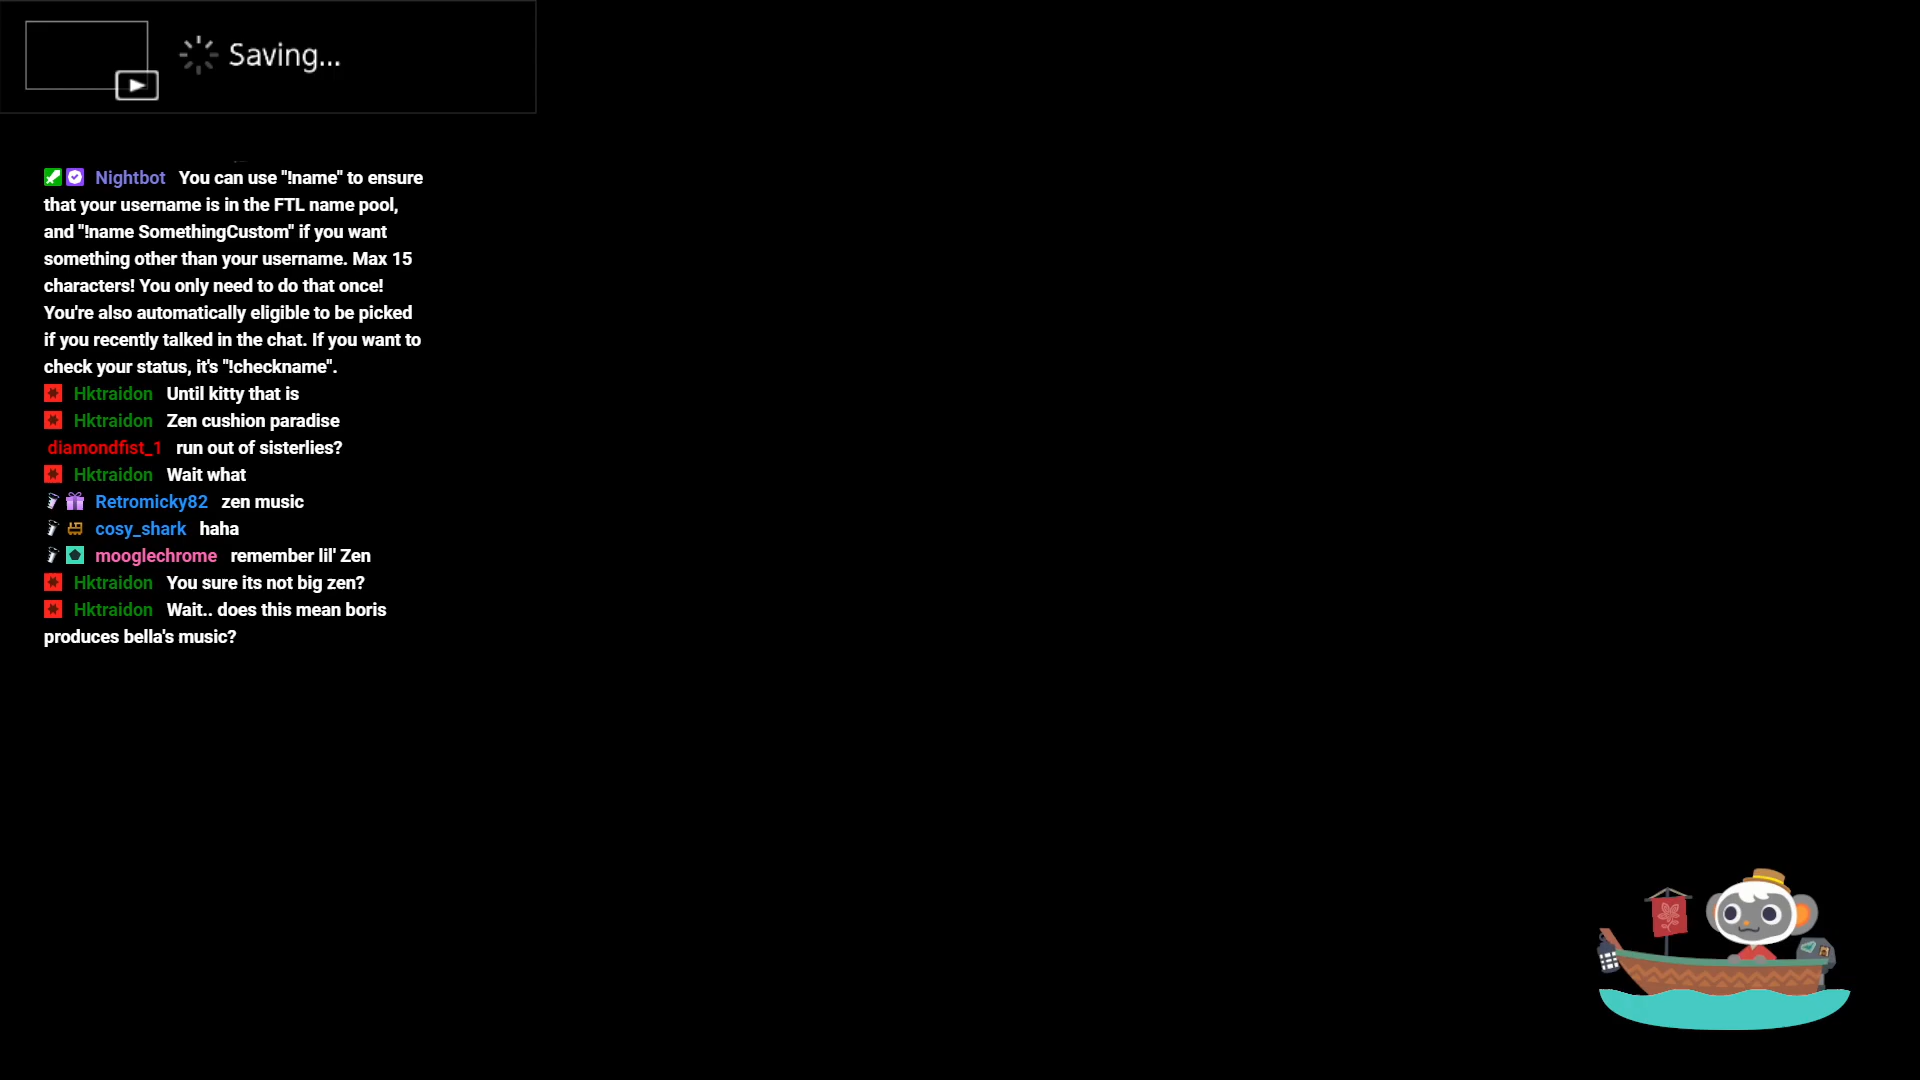 Saving...
Nightbot You can use "!name" to ensure
that your username is in the FTL name pool,
and "!name SomethingCustom" if you want
something other than your username. Max 15
characters! You only need to do that once!
You're also automatically eligible to be picked
if you recently talked in the chat. If you want to
check your status, it's "!checkname".
Hktraidon Until kitty that is
Hktraidon Zen cushion paradise
diamondfist_1 run out of sisterlies?
Hktraidon Wait what
Retromicky82 zen music
cosy_shark haha
mooglechrome remember lil' Zen
Hktraidon You sure its not big zen?
Hktraidon Wait.. does this mean boris
produces bella's music?